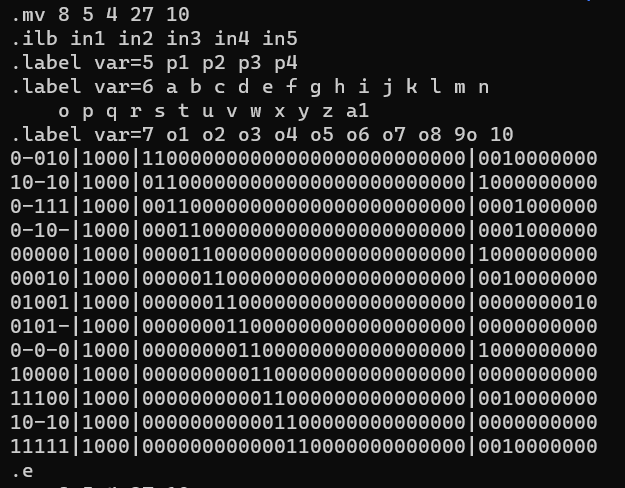 .mv 8 5 4 27 10
.ilb in1 in2 in3 in4 in5
.label var=5 p1 p2 p3 p4
.label var=6 a b c d e f g h i j k l m n
o p q r s t u v w x y z a1
.label var=7 o1 o2 o3 o4 o5 o6 o7 o8 9o 10
0-010|1000|110000000000000000000000000|0010000000
10-10|1000|011000000000000000000000000|1000000000
0-111|1000|001100000000000000000000000|0001000000
0-10-|1000|000110000000000000000000000|0001000000
00000|1000|000011000000000000000000000|1000000000
00010|1000|000001100000000000000000000|0010000000
01001|1000|000000110000000000000000000|0000000010
0101-|1000|000000011000000000000000000|0000000000
0-0-0|1000|000000001100000000000000000|1000000000
10000|1000|000000000110000000000000000|0000000000
11100|1000|000000000011000000000000000|0010000000
10-10|1000|000000000001100000000000000|0000000000
11111|1000|000000000000110000000000000|0010000000
.e